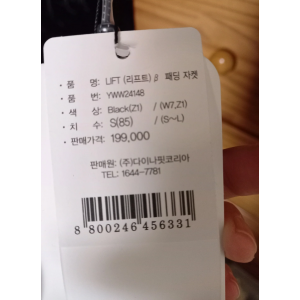 · 품 명: LIFT (리프트) β 패딩 자켓
· 품 번: YWW24148
· 색 상: Black(Z1) / (W7,Z1)
· 치 수: S(85) / (S~L)
· 판매가격: 199,000
판매원: (주)다이나핏코리아
TEL: 1644-7781
8 800246 456331